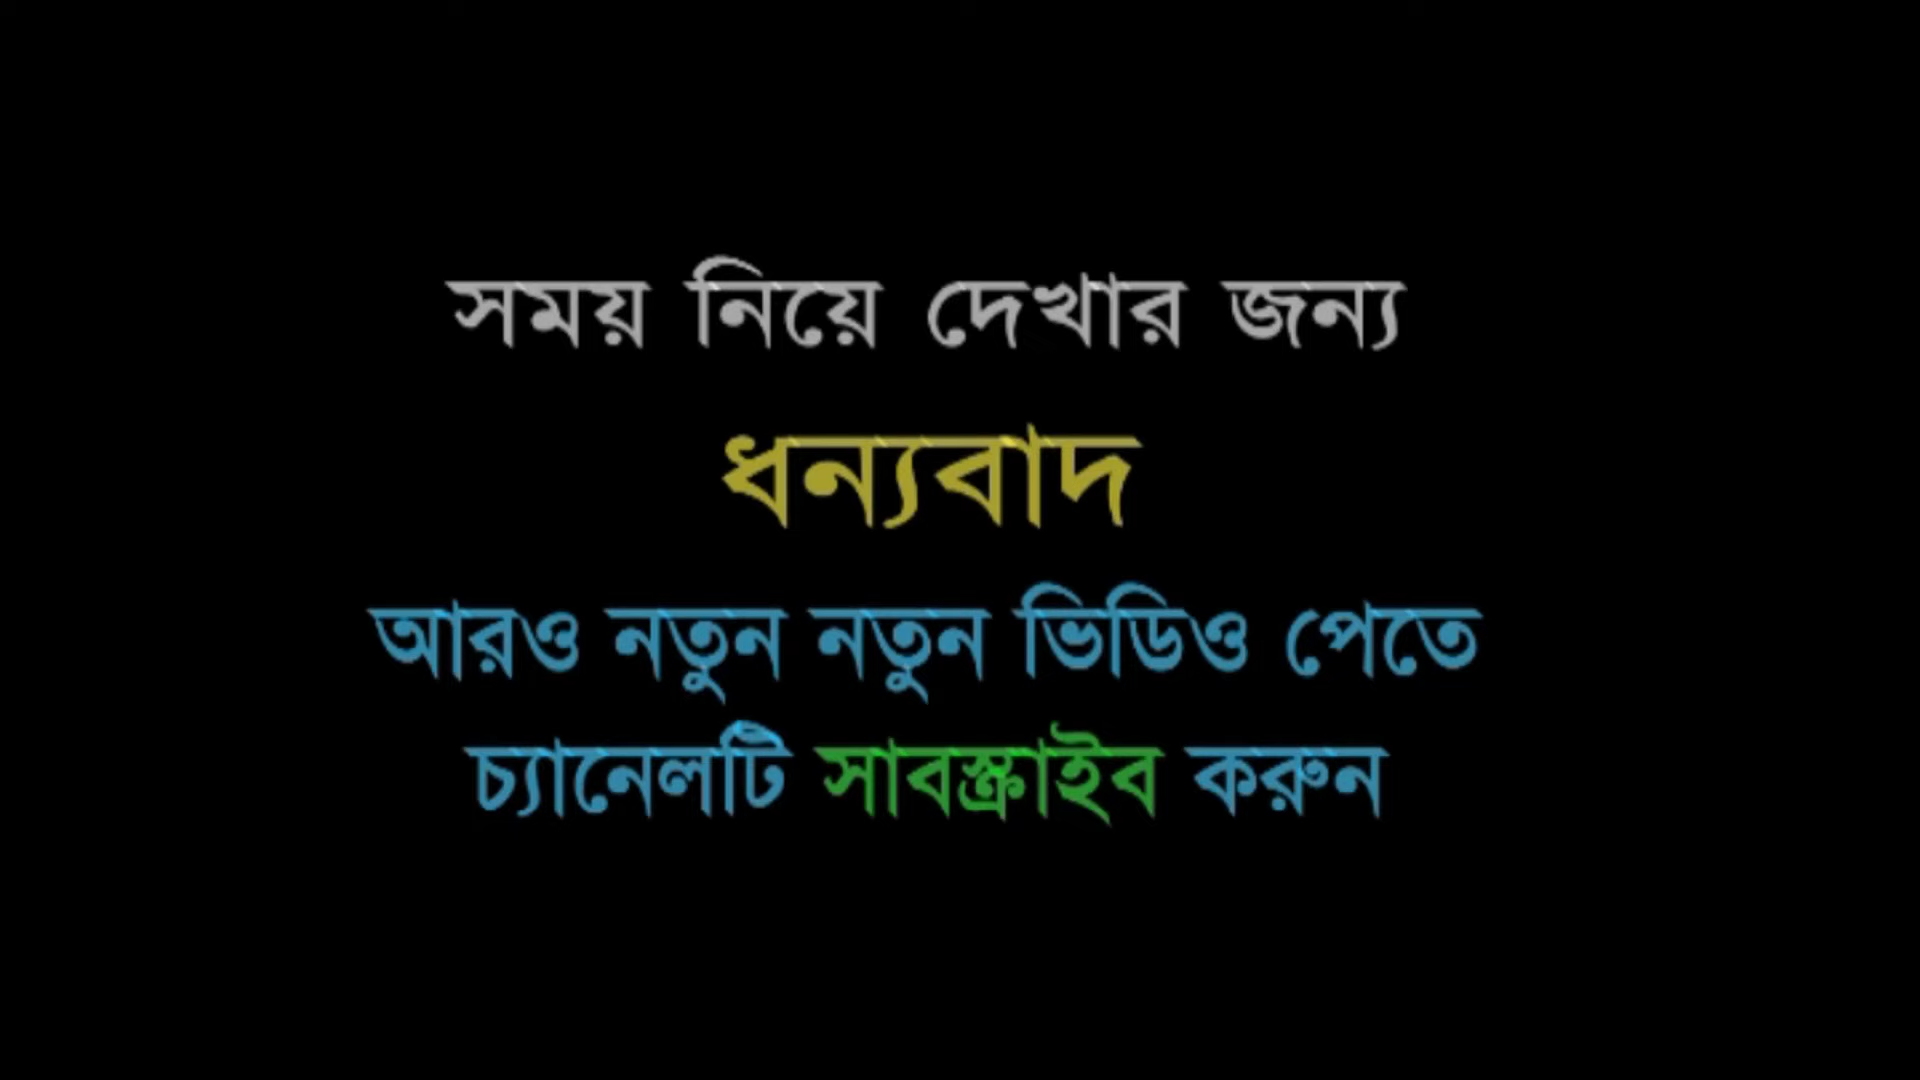 সময় নিয়ে দেখার জন্য
ধন্যবাদ
আরও নতুন নতুন ভিডিও পেতে
চ্যানেলটি সাবস্ক্রাইব করুন